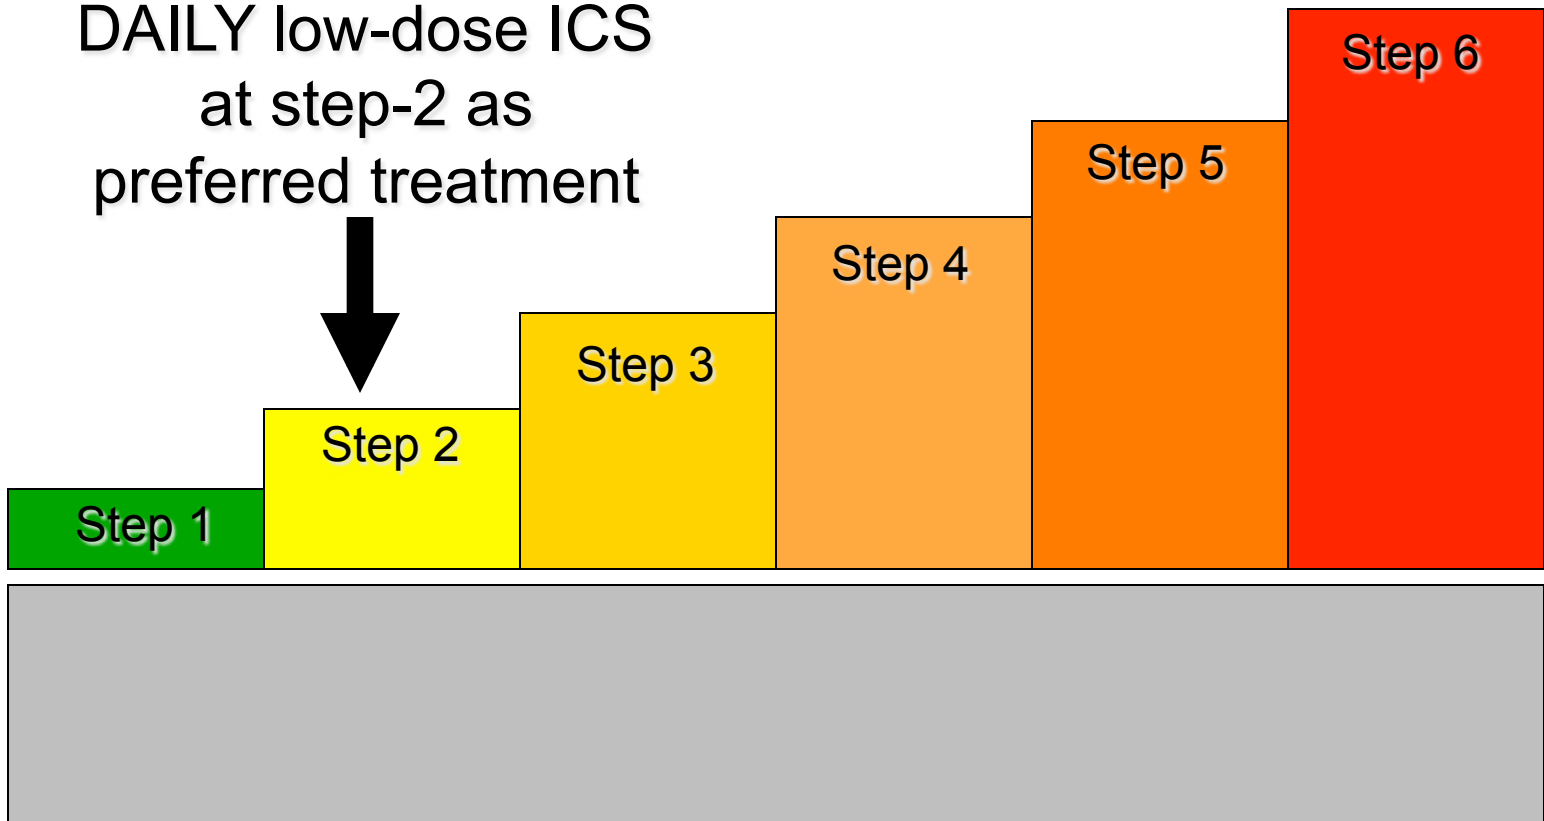 DAILY low-dose ICS
at step-2 as
preferred treatment
Step 1
Step 2
Step 3
Step 4
Step 5
Step 6